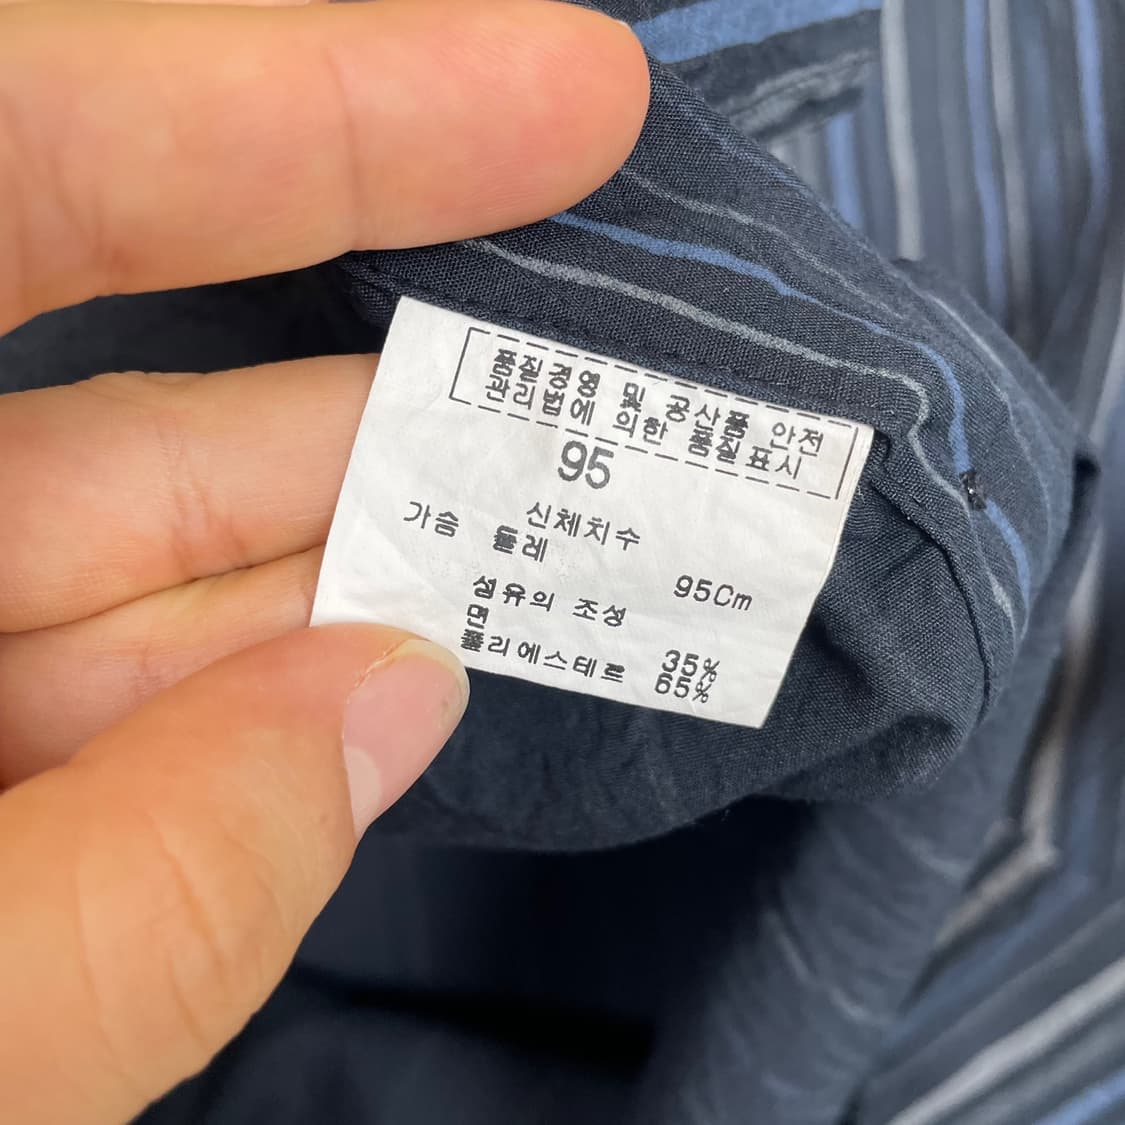 품질경영 및 공산품 안전
관리법에 의한 품질표시
95
신체치수
가슴 둘레 95Cm
섬유의 조성
면 35%
폴리에스테르 65%